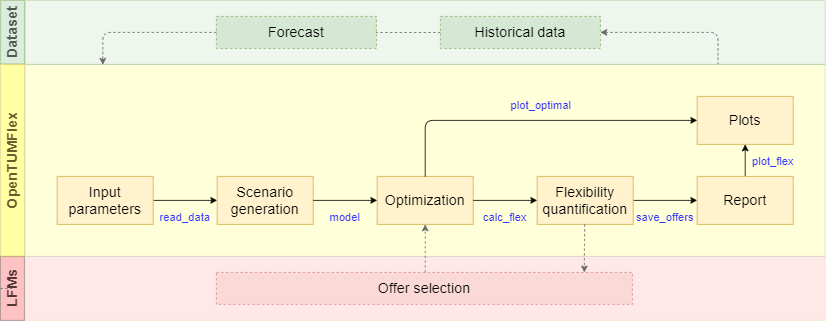 Dataset
Forecast
Historical data
OpenTUMFlex
plot_optimal
Plots
plot_flex
Input
parameters
read_data
Scenario
generation
model
Optimization
calc_flex
Flexibility
quantification
save_offers
Report
LFMs
Offer selection